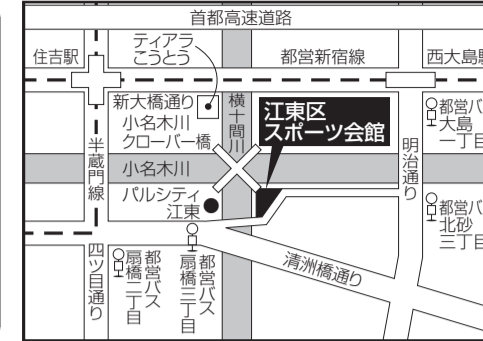 首都高速道路
住吉駅
ティアラ
こうとう
都営新宿線
西大島駅
新大橋通り
小名木川
クローバー橋
横十間川
江東区
スポーツ会館
都営バ
大島
一丁目
半蔵門線
小名木川
明治通り
パルシティ
江東
都営バ
北砂
三丁目
四ツ目通り
都営バス
扇橋二丁目
都営バス
扇橋三丁目
清洲橋通り